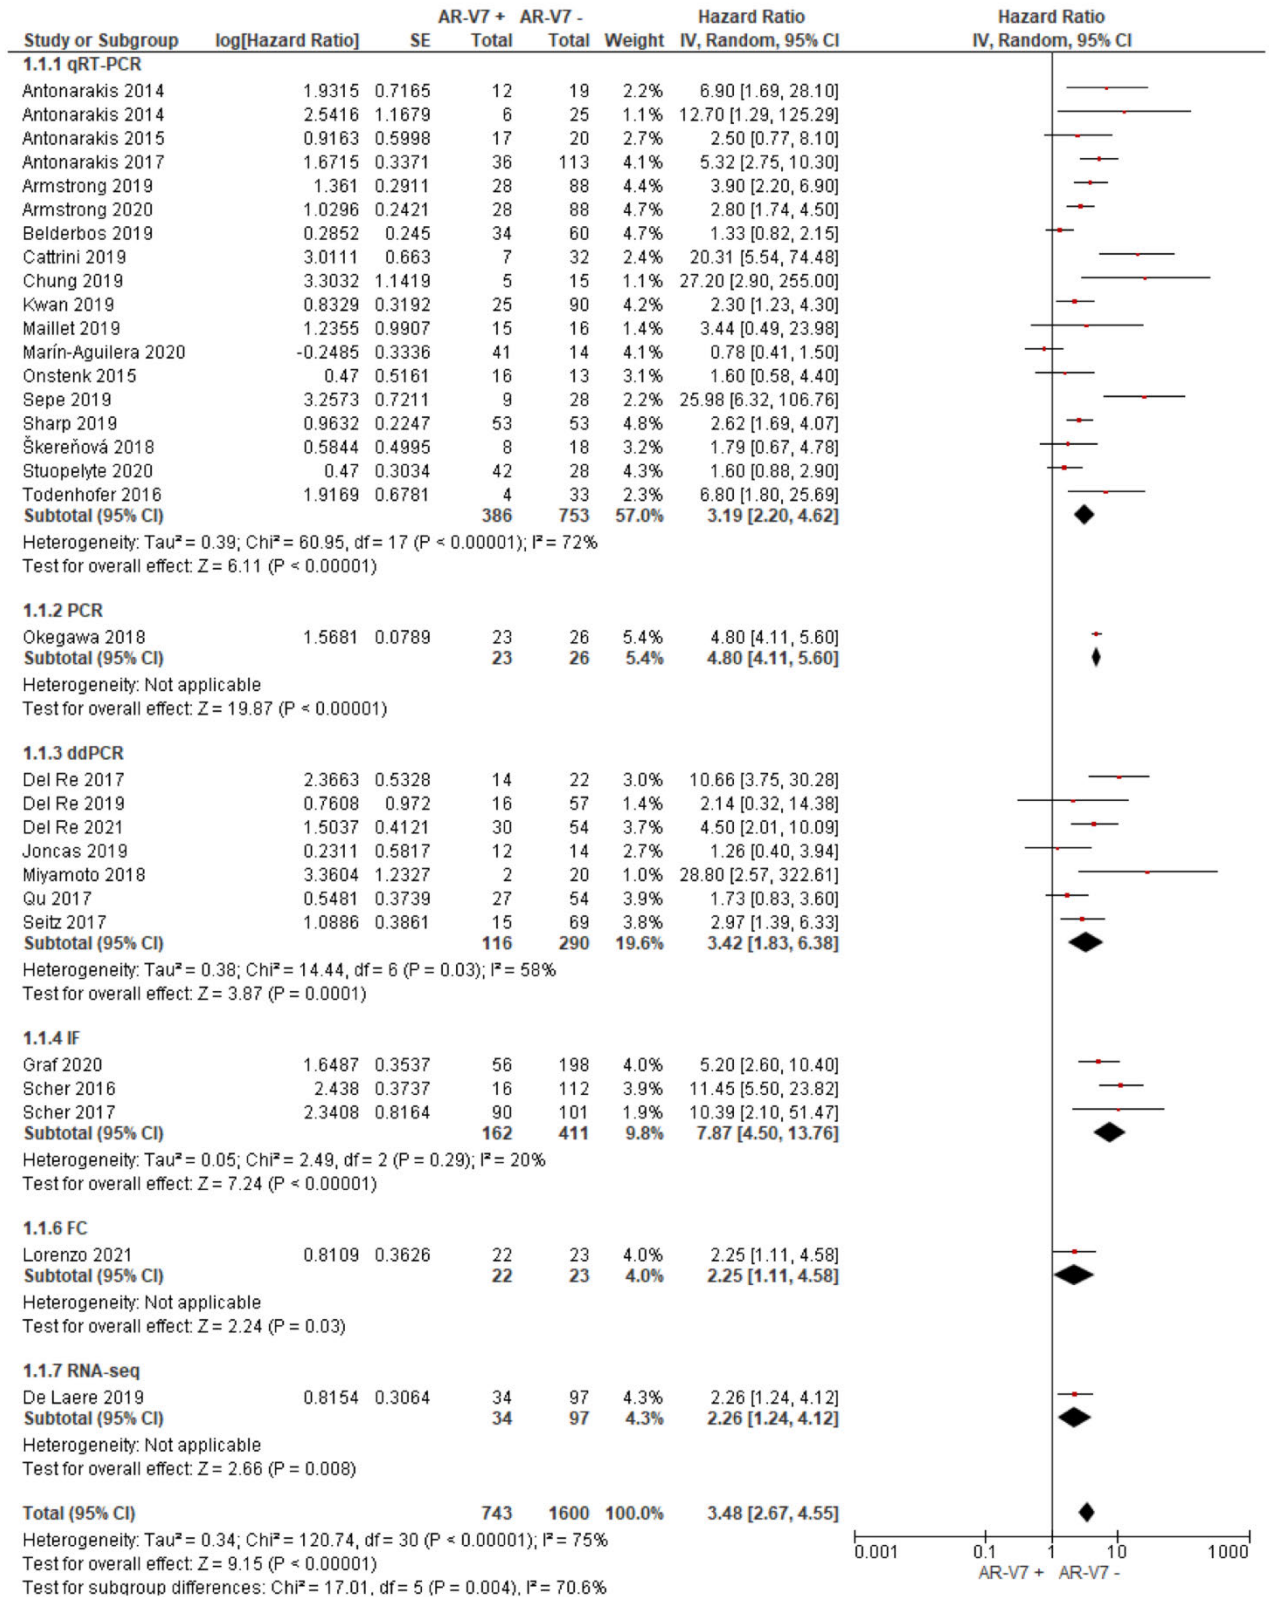 AR-V7 + AR-V7 - Hazard Ratio Hazard Ratio
Study or Subgroup log[Hazard Ratio] SE Total Total Weight IV, Random, 95% CI IV, Random, 95% CI
1.1.1 qRT-PCR
Antonarakis 2014 1.9315 0.7165 12 19 2.2% 6.90 [1.69, 28.10]
Antonarakis 2014 2.5416 1.1679 6 25 1.1% 12.70 [1.29, 125.29]
Antonarakis 2015 0.9163 0.5998 17 20 2.7% 2.50 [0.77, 8.10]
Antonarakis 2017 1.6715 0.3371 36 113 4.1% 5.32 [2.75, 10.30]
Armstrong 2019 1.361 0.2911 28 88 4.4% 3.90 [2.20, 6.90]
Armstrong 2020 1.0296 0.2421 28 88 4.7% 2.80 [1.74, 4.50]
Belderbos 2019 0.2852 0.245 34 60 4.7% 1.33 [0.82, 2.15]
Cattrini 2019 3.0111 0.663 7 32 2.4% 20.31 [5.54, 74.48]
Chung 2019 3.3032 1.1419 5 15 1.1% 27.20 [2.90, 255.00]
Kwan 2019 0.8329 0.3192 25 90 4.2% 2.30 [1.23, 4.30]
Maillet 2019 1.2355 0.9907 15 16 1.4% 3.44 [0.49, 23.98]
Marín-Aguilera 2020 -0.2485 0.3336 41 14 4.1% 0.78 [0.41, 1.50]
Onstenk 2015 0.47 0.5161 16 13 3.1% 1.60 [0.58, 4.40]
Sepe 2019 3.2573 0.7211 9 28 2.2% 25.98 [6.32, 106.76]
Sharp 2019 0.9632 0.2247 53 53 4.8% 2.62 [1.69, 4.07]
Škereňová 2018 0.5844 0.4995 8 18 3.2% 1.79 [0.67, 4.78]
Stuopelyte 2020 0.47 0.3034 42 28 4.3% 1.60 [0.88, 2.90]
Todenhofer 2016 1.9169 0.6781 4 33 2.3% 6.80 [1.80, 25.69]
Subtotal (95% CI) 386 753 57.0% 3.19 [2.20, 4.62]
Heterogeneity: Tau² = 0.39; Chi² = 60.95, df = 17 (P < 0.00001); I² = 72%
Test for overall effect: Z = 6.11 (P < 0.00001)
1.1.2 PCR
Okegawa 2018 1.5681 0.0789 23 26 5.4% 4.80 [4.11, 5.60]
Subtotal (95% CI) 23 26 5.4% 4.80 [4.11, 5.60]
Heterogeneity: Not applicable
Test for overall effect: Z = 19.87 (P < 0.00001)
1.1.3 ddPCR
Del Re 2017 2.3663 0.5328 14 22 3.0% 10.66 [3.75, 30.28]
Del Re 2019 0.7608 0.972 16 57 1.4% 2.14 [0.32, 14.38]
Del Re 2021 1.5037 0.4121 30 54 3.7% 4.50 [2.01, 10.09]
Joncas 2019 0.2311 0.5817 12 14 2.7% 1.26 [0.40, 3.94]
Miyamoto 2018 3.3604 1.2327 2 20 1.0% 28.80 [2.57, 322.61]
Qu 2017 0.5481 0.3739 27 54 3.9% 1.73 [0.83, 3.60]
Seitz 2017 1.0886 0.3861 15 69 3.8% 2.97 [1.39, 6.33]
Subtotal (95% CI) 116 290 19.6% 3.42 [1.83, 6.38]
Heterogeneity: Tau² = 0.38; Chi² = 14.44, df = 6 (P = 0.03); I² = 58%
Test for overall effect: Z = 3.87 (P = 0.0001)
1.1.4 IF
Graf 2020 1.6487 0.3537 56 198 4.0% 5.20 [2.60, 10.40]
Scher 2016 2.438 0.3737 16 112 3.9% 11.45 [5.50, 23.82]
Scher 2017 2.3408 0.8164 90 101 1.9% 10.39 [2.10, 51.47]
Subtotal (95% CI) 162 411 9.8% 7.87 [4.50, 13.76]
Heterogeneity: Tau² = 0.05; Chi² = 2.49, df = 2 (P = 0.29); I² = 20%
Test for overall effect: Z = 7.24 (P < 0.00001)
1.1.6 FC
Lorenzo 2021 0.8109 0.3626 22 23 4.0% 2.25 [1.11, 4.58]
Subtotal (95% CI) 22 23 4.0% 2.25 [1.11, 4.58]
Heterogeneity: Not applicable
Test for overall effect: Z = 2.24 (P = 0.03)
1.1.7 RNA-seq
De Laere 2019 0.8154 0.3064 34 97 4.3% 2.26 [1.24, 4.12]
Subtotal (95% CI) 34 97 4.3% 2.26 [1.24, 4.12]
Heterogeneity: Not applicable
Test for overall effect: Z = 2.66 (P = 0.008)
Total (95% CI) 743 1600 100.0% 3.48 [2.67, 4.55]
Heterogeneity: Tau² = 0.34; Chi² = 120.74, df = 30 (P < 0.00001); I² = 75%
Test for overall effect: Z = 9.15 (P < 0.00001)
Test for subgroup differences: Chi² = 17.01, df = 5 (P = 0.004), I² = 70.6%
0.001 0.1 1 10 1000
AR-V7 + AR-V7 -